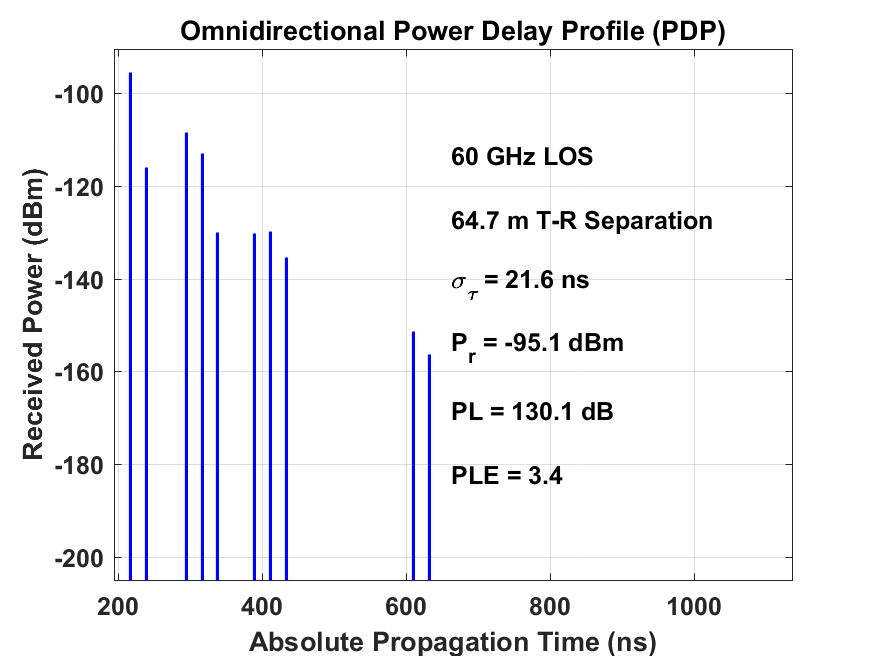 Omnidirectional Power Delay Profile (PDP)
Received Power (dBm)
-100
-120
-140
-160
-180
-200
60 GHz LOS
64.7 m T-R Separation
σ_τ = 21.6 ns
P_r = -95.1 dBm
PL = 130.1 dB
PLE = 3.4
200 400 600 800 1000
Absolute Propagation Time (ns)